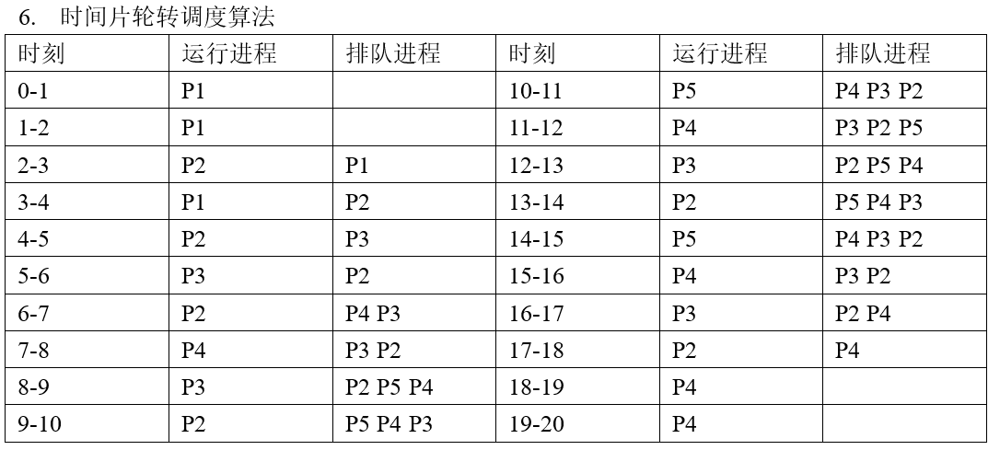 6. 时间片轮转调度算法
时刻 运行进程 排队进程 时刻 运行进程 排队进程
0-1 P1 10-11 P5 P4 P3 P2
1-2 P1 11-12 P4 P3 P2 P5
2-3 P2 P1 12-13 P3 P2 P5 P4
3-4 P1 P2 13-14 P2 P5 P4 P3
4-5 P2 P3 14-15 P5 P4 P3 P2
5-6 P3 P2 15-16 P4 P3 P2
6-7 P2 P4 P3 16-17 P3 P2 P4
7-8 P4 P3 P2 17-18 P2 P4
8-9 P3 P2 P5 P4 18-19 P4
9-10 P2 P5 P4 P3 19-20 P4